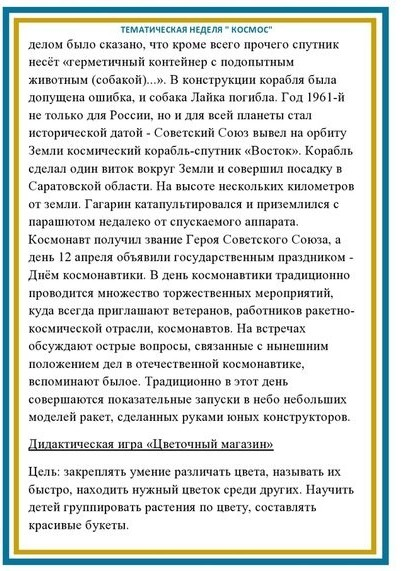 ТЕМАТИЧЕСКАЯ НЕДЕЛЯ " КОСМОС"
делом было сказано, что кроме всего прочего спутник
несёт «герметичный контейнер с подопытным
животным (собакой)...». В конструкции корабля была
допущена ошибка, и собака Лайка погибла. Год 1961-й
не только для России, но и для всей планеты стал
исторической датой - Советский Союз вывел на орбиту
Земли космический корабль-спутник «Восток». Корабль
сделал один виток вокруг Земли и совершил посадку в
Саратовской области. На высоте нескольких километров
от земли. Гагарин катапультировался и приземлился с
парашютом недалеко от спускаемого аппарата.
Космонавт получил звание Героя Советского Союза, а
день 12 апреля объявили государственным праздником -
Днём космонавтики. В день космонавтики традиционно
проводится множество торжественных мероприятий,
куда всегда приглашают ветеранов, работников ракетно-
космической отрасли, космонавтов. На встречах
обсуждают острые вопросы, связанные с нынешним
положением дел в отечественной космонавтике,
вспоминают былое. Традиционно в этот день
совершаются показательные запуски в небо небольших
моделей ракет, сделанных руками юных конструкторов.
Дидактическая игра «Цветочный магазин»
Цель: закреплять умение различать цвета, называть их
быстро, находить нужный цветок среди других. Научить
детей группировать растения по цвету, составлять
красивые букеты.